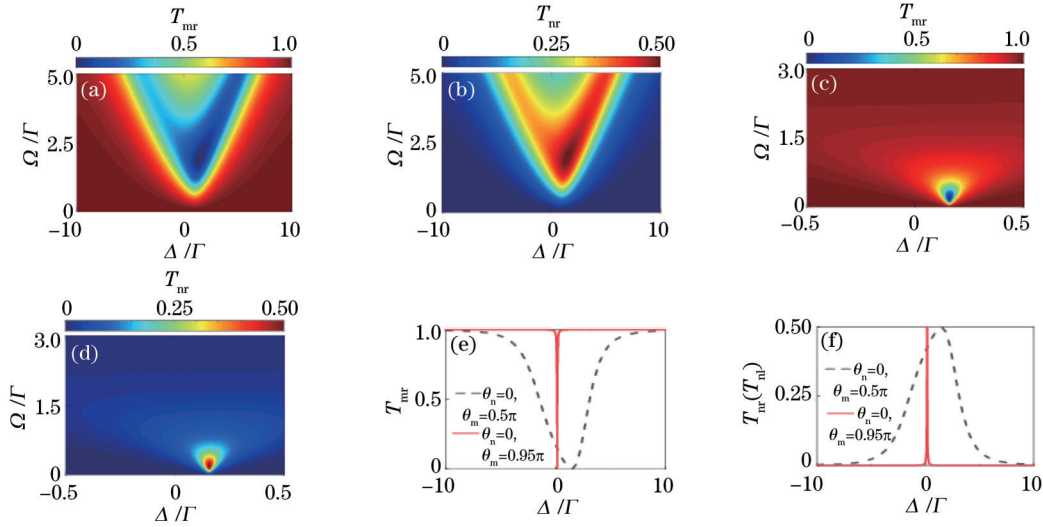 T_mr
0 0.5 1.0
(a)
5.0
2.5
0
Ω/Γ
−10 0 10
Δ/Γ
T_nr
0 0.25 0.50
(b)
5.0
2.5
0
Ω/Γ
−10 0 10
Δ/Γ
T_mr
0 0.5 1.0
(c)
3.0
1.5
0
Ω/Γ
−0.5 0 0.5
Δ/Γ
T_nr
0 0.25 0.50
(d)
3.0
1.5
0
Ω/Γ
−0.5 0 0.5
Δ/Γ
(e)
1.0
0.5
0
T_mr
θ_n=0,
θ_m=0.5π
θ_n=0,
θ_m=0.95π
−10 0 10
Δ/Γ
(f)
0.50
0.25
0
T_nr(T_nl)
θ_n=0,
θ_m=0.5π
θ_n=0,
θ_m=0.95π
−10 0 10
Δ/Γ